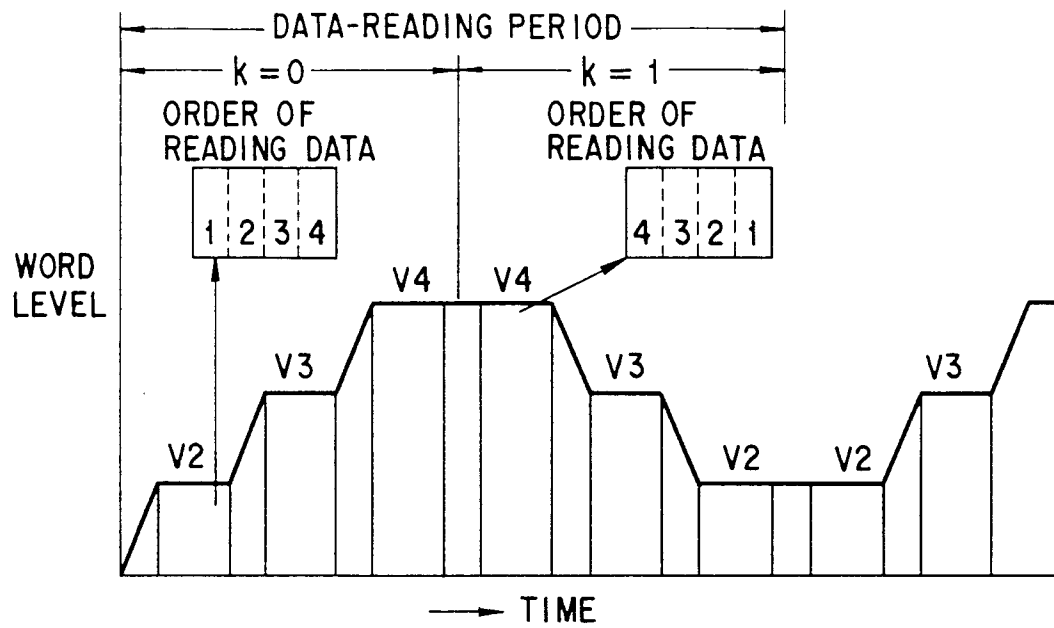 DATA-READING PERIOD
k = 0
k = 1
ORDER OF
READING DATA
ORDER OF
READING DATA
1 2 3 4
4 3 2 1
WORD
LEVEL
V4 V4
V3 V3 V3
V2 V2 V2
TIME